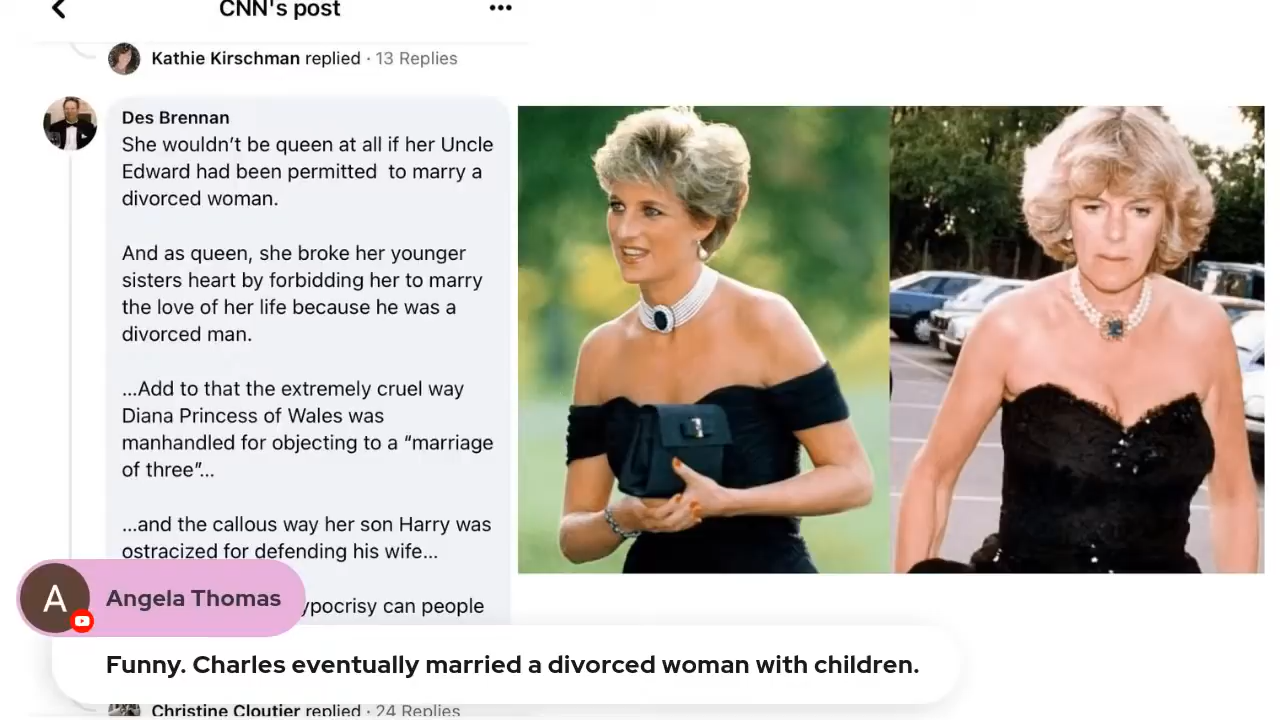 CNN's post
Kathie Kirschman replied · 13 Replies
Des Brennan
She wouldn't be queen at all if her Uncle
Edward had been permitted to marry a
divorced woman.
And as queen, she broke her younger
sisters heart by forbidding her to marry
the love of her life because he was a
divorced man.
...Add to that the extremely cruel way
Diana Princess of Wales was
manhandled for objecting to a “marriage
of three”...
...and the callous way her son Harry was
ostracized for defending his wife...
can people
A
Angela Thomas
Funny. Charles eventually married a divorced woman with children.
Christine Cloutier replied · 24 Replies